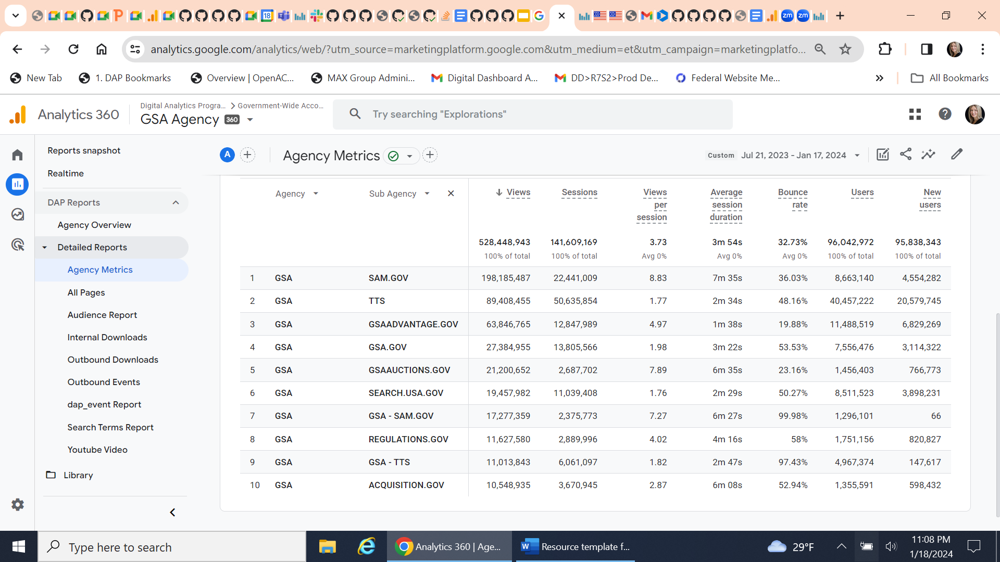 18
zm
zm
analytics.google.com/analytics/web/?utm_source=marketingplatform.google.com&utm_medium=et&utm_campaign=marketingplatfo...
New Tab 1. DAP Bookmarks Overview | OpenAC... MAX Group Admini... Digital Dashboard A... DD>R7S2>Prod De... Federal Website Me... » All Bookmarks
Analytics 360
Digital Analytics Progra... > Government-Wide Acco...
GSA Agency 360
Try searching "Explorations"
Reports snapshot
Realtime
DAP Reports
Agency Overview
Detailed Reports
Agency Metrics
All Pages
Audience Report
Internal Downloads
Outbound Downloads
Outbound Events
dap_event Report
Search Terms Report
Youtube Video
Library
A Agency Metrics
Custom Jul 21, 2023 - Jan 17, 2024
Agency Sub Agency ↓ Views Sessions Views per session Average session duration Bounce rate Users New users
528,448,943 141,609,169 3.73 3m 54s 32.73% 96,042,972 95,838,343
100% of total 100% of total Avg 0% Avg 0% Avg 0% 100% of total 100% of total
1 GSA SAM.GOV 198,185,487 22,441,009 8.83 7m 35s 36.03% 8,663,140 4,554,282
2 GSA TTS 89,408,455 50,635,854 1.77 2m 34s 48.16% 40,457,222 20,579,745
3 GSA GSAADVANTAGE.GOV 63,846,765 12,847,989 4.97 1m 38s 19.88% 11,488,519 6,829,269
4 GSA GSA.GOV 27,384,955 13,805,566 1.98 3m 22s 53.53% 7,556,476 3,114,322
5 GSA GSAAUCTIONS.GOV 21,200,652 2,687,702 7.89 6m 35s 23.16% 1,456,403 766,773
6 GSA SEARCH.USA.GOV 19,457,982 11,039,408 1.76 2m 29s 50.27% 8,511,523 3,898,231
7 GSA GSA - SAM.GOV 17,277,359 2,375,773 7.27 6m 27s 99.98% 1,296,101 66
8 GSA REGULATIONS.GOV 11,627,580 2,889,996 4.02 4m 16s 58% 1,751,156 820,827
9 GSA GSA - TTS 11,013,843 6,061,097 1.82 2m 47s 97.43% 4,967,374 147,617
10 GSA ACQUISITION.GOV 10,548,935 3,670,945 2.87 6m 08s 52.94% 1,355,591 598,432
Type here to search
Analytics 360 | Age...
Resource template f...
29°F
11:08 PM
1/18/2024